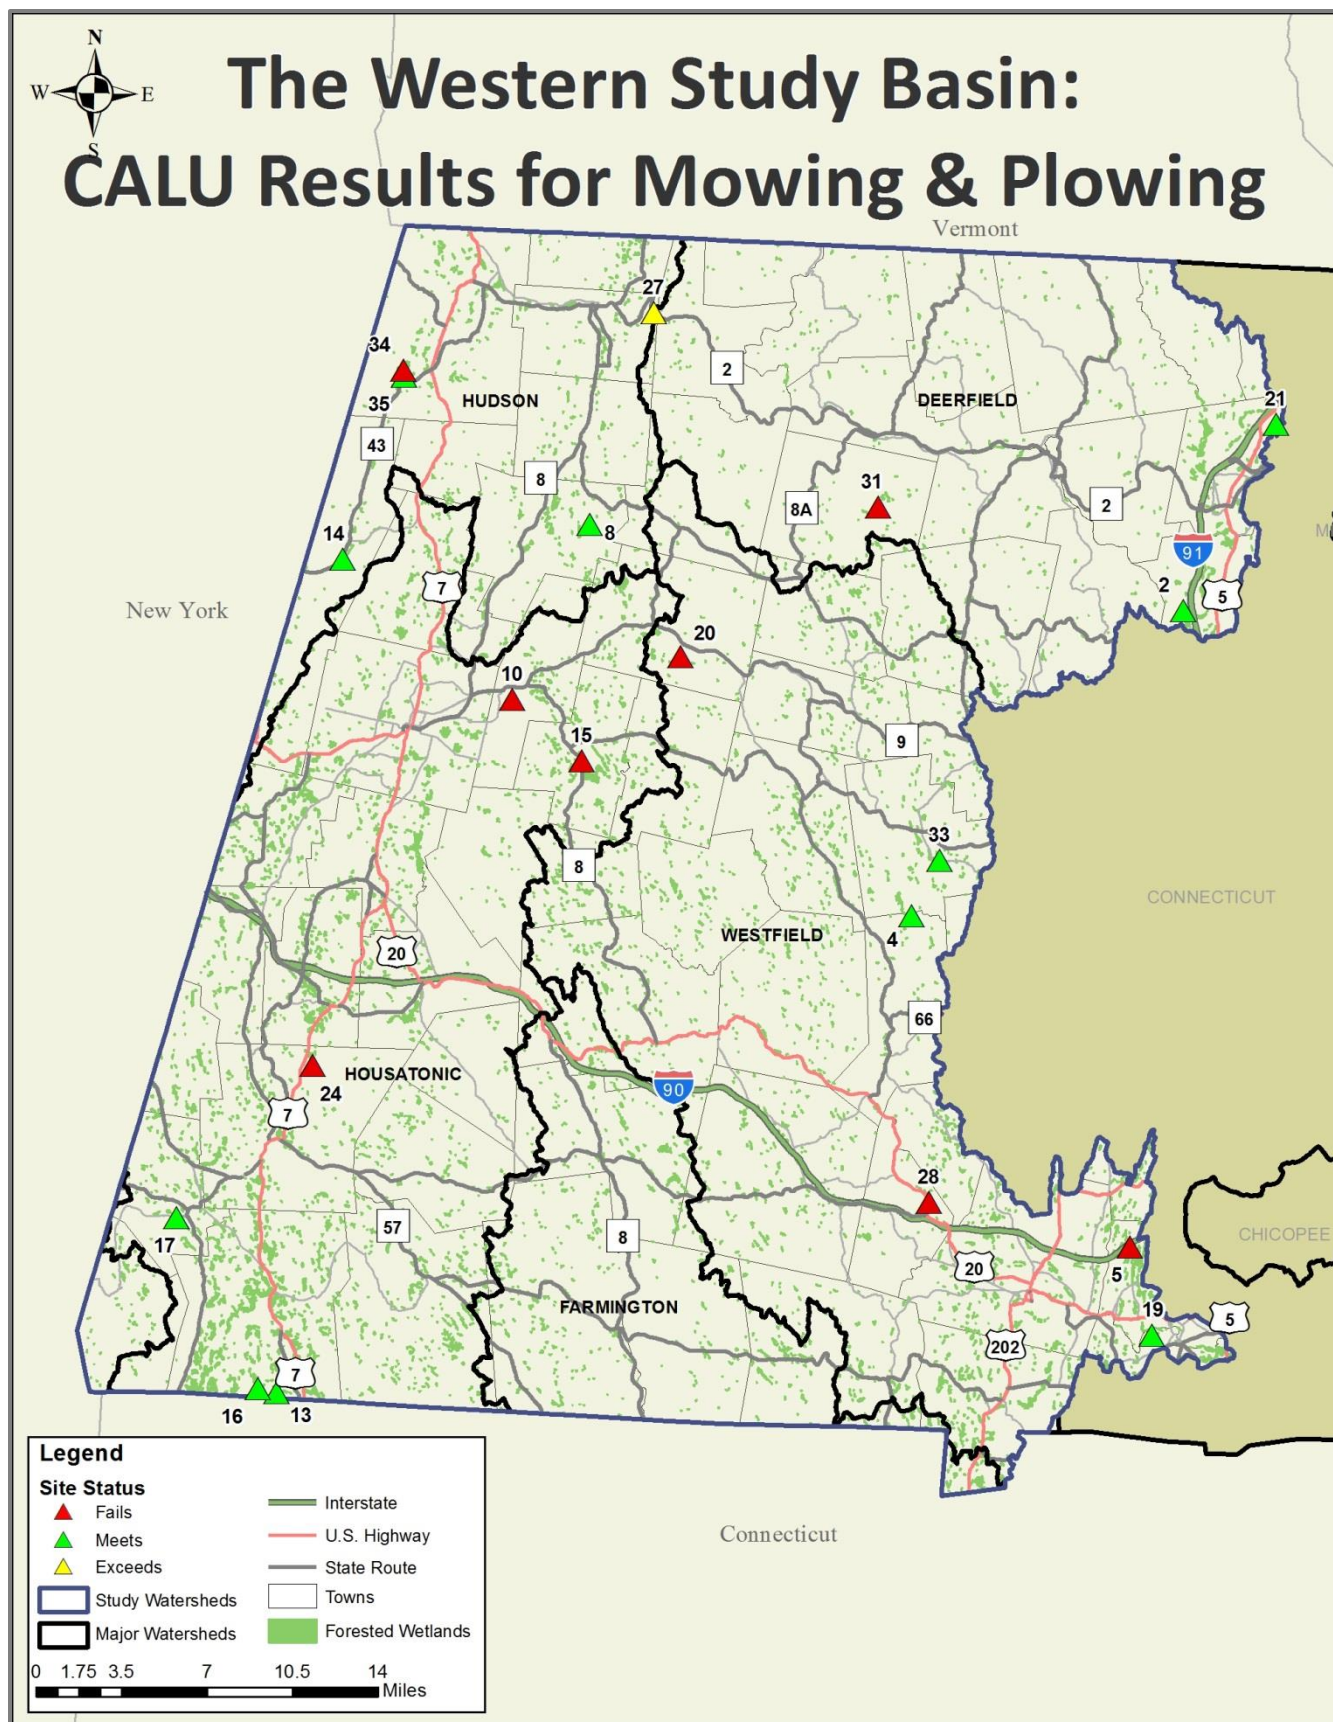 N
W E
S
The Western Study Basin:
CALU Results for Mowing & Plowing
Vermont
27
34
2
35
HUDSON
DEERFIELD
21
43
8
31
8A
2
14
8
91
7
2
5
New York
20
10
15
9
33
8
CONNECTICUT
4
WESTFIELD
20
66
24
HOUSATONIC
90
7
28
17
57
8
CHICOPEE
20
5
FARMINGTON
19
5
202
7
16
13
Legend
Site Status
Fails
Meets
Exceeds
Study Watersheds
Major Watersheds
Interstate
U.S. Highway
State Route
Towns
Forested Wetlands
0 1.75 3.5 7 10.5 14
Miles
Connecticut